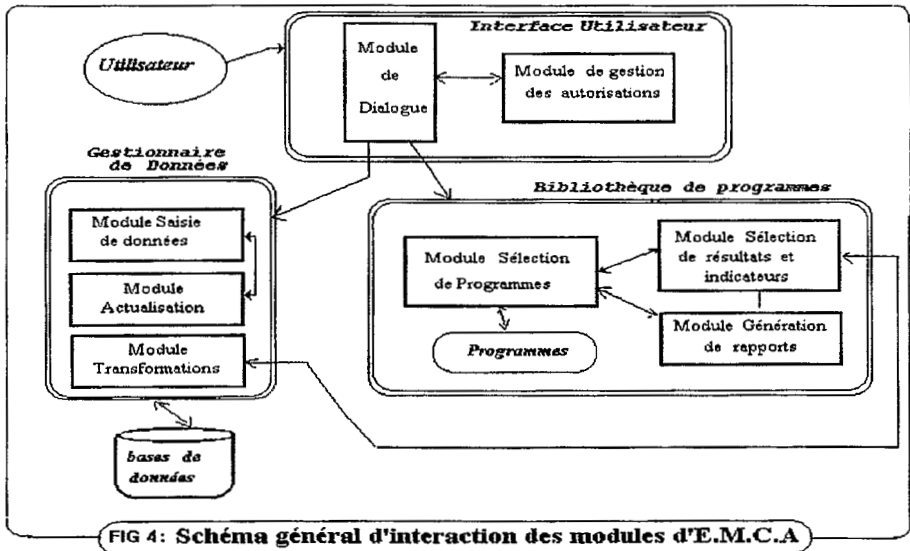 Interface Utilisateur
Utilisateur
Module
de
Dialogue
Module de gestion
des autorisations
Gestionnaire
de Données
Module Saisie
de données
Module
Actualisation
Module
Transformations
bases de
données
Bibliothèque de programmes
Module Sélection
de Programmes
Programmes
Module Sélection
de résultats et
indicateurs
Module Génération
de rapports
FIG 4: Schéma général d'interaction des modules d'E.M.C.A